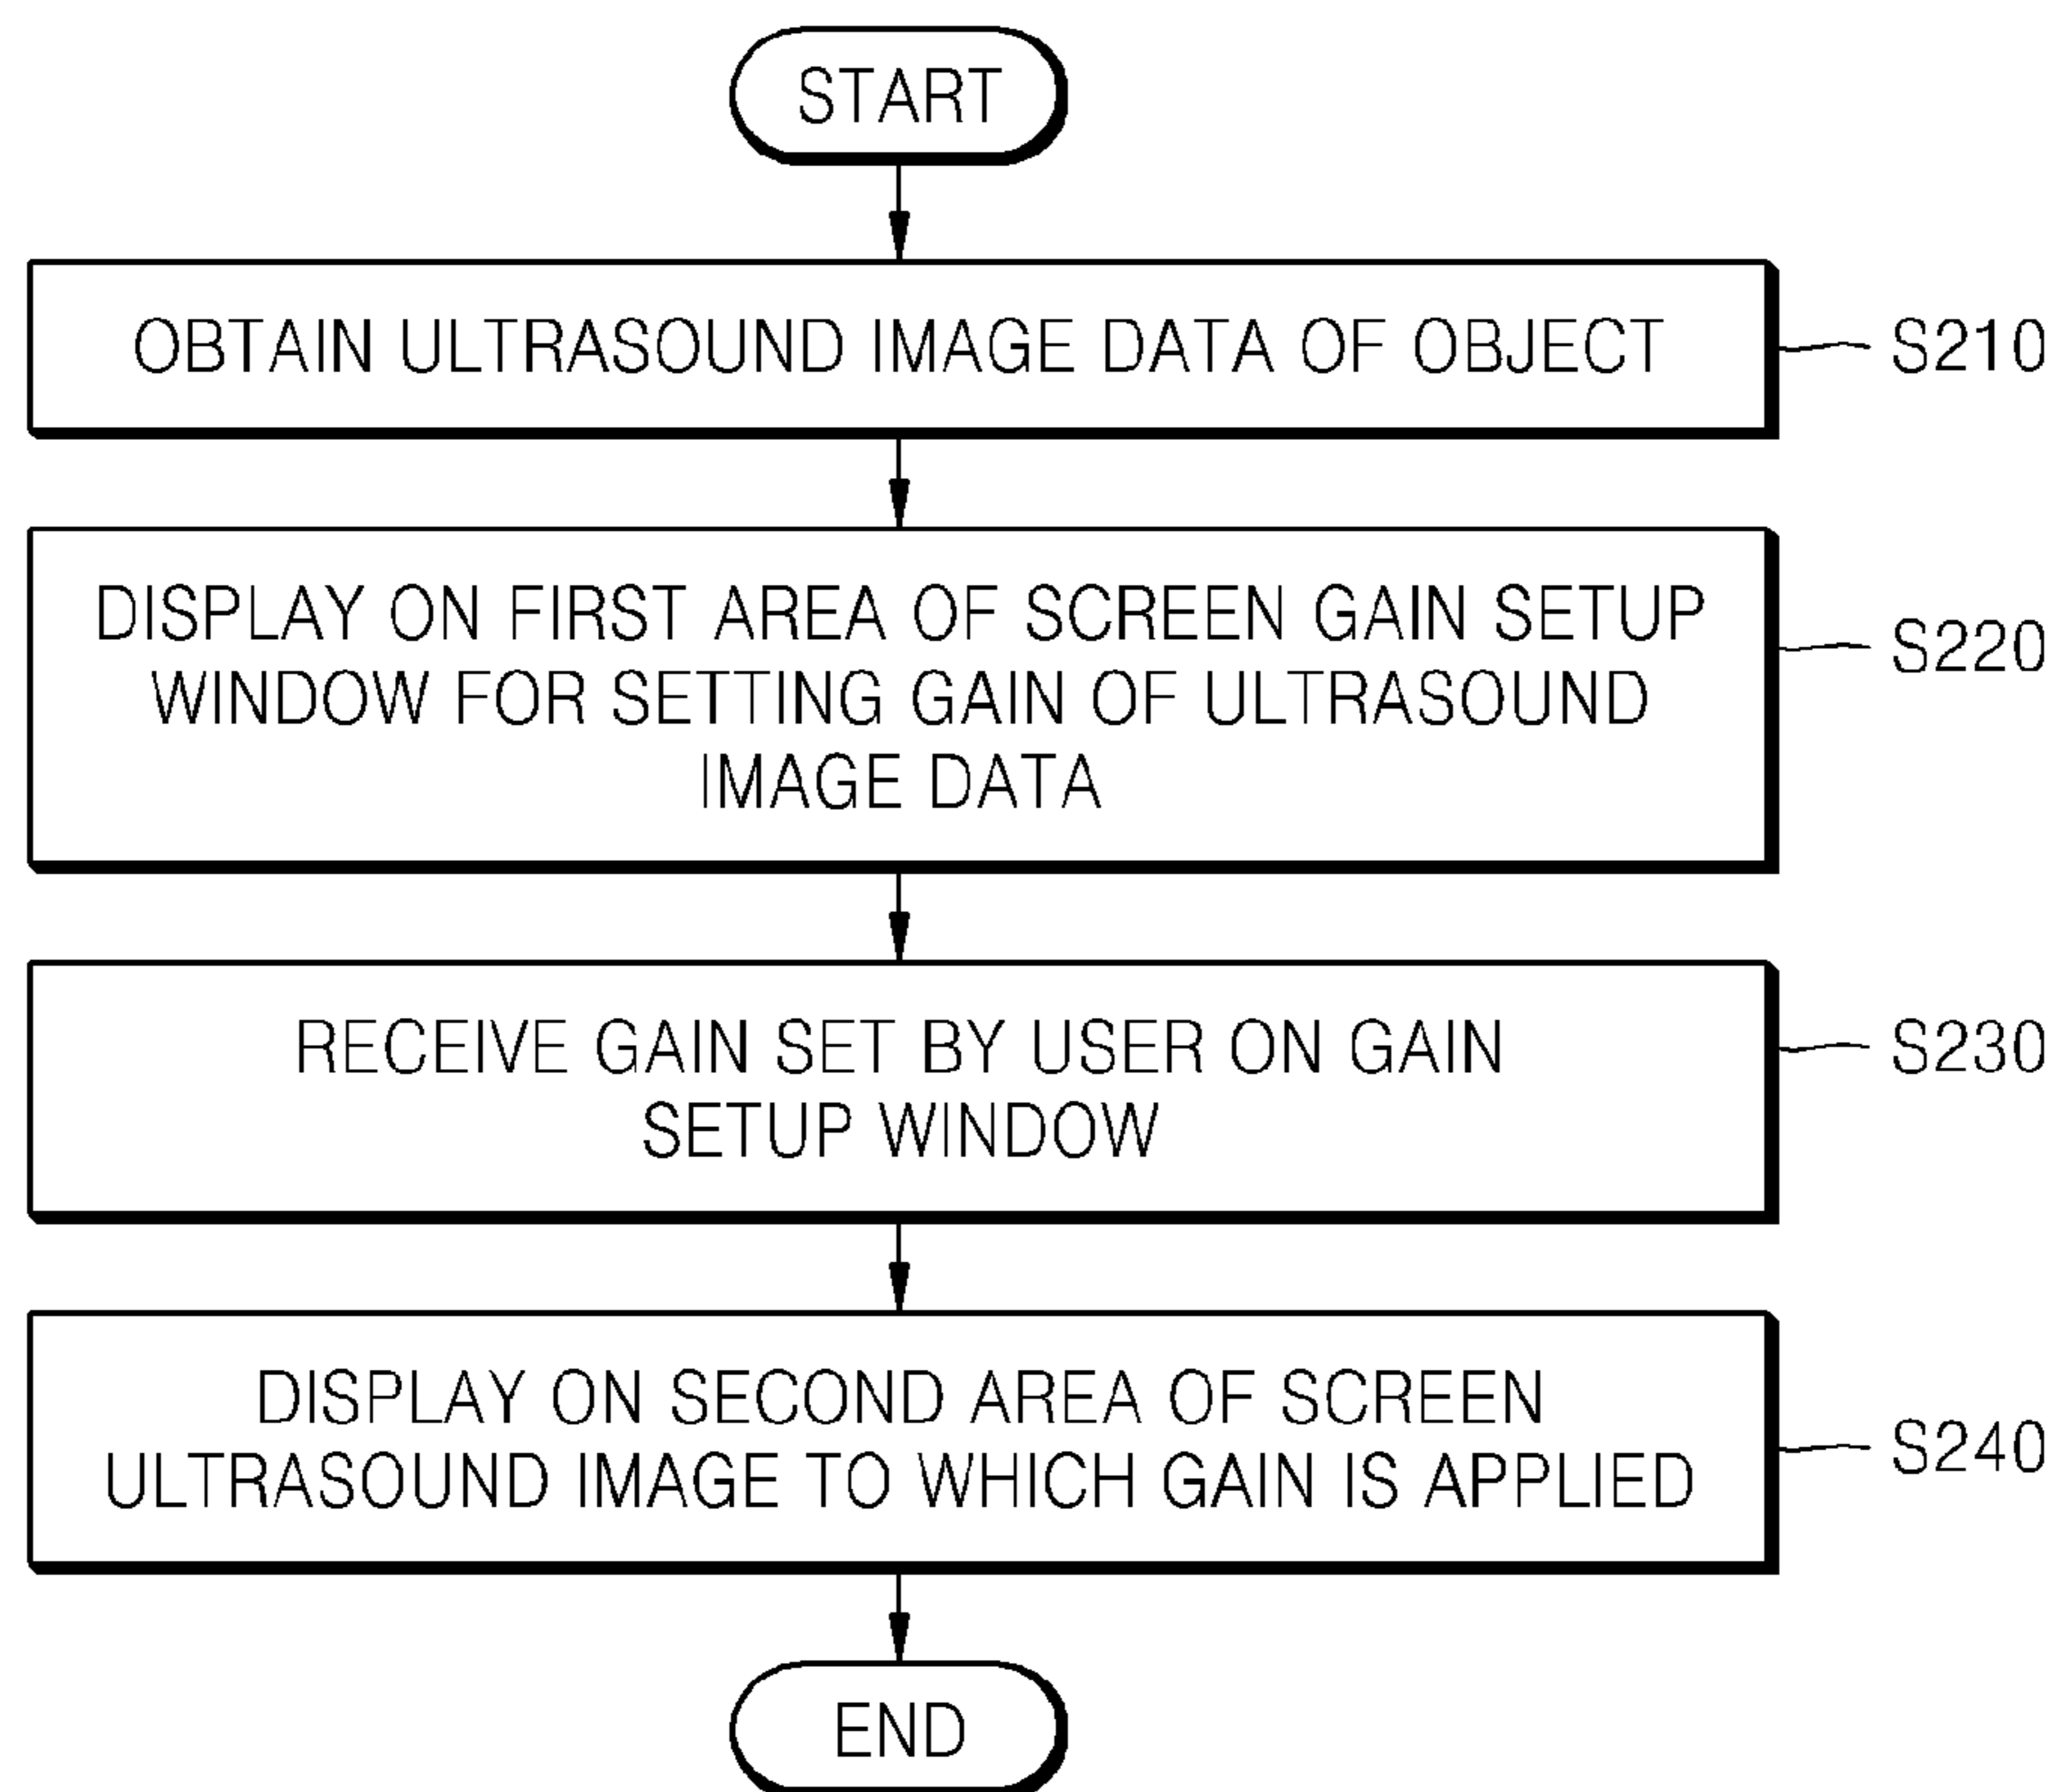 START
OBTAIN ULTRASOUND IMAGE DATA OF OBJECT
S210
DISPLAY ON FIRST AREA OF SCREEN GAIN SETUP
WINDOW FOR SETTING GAIN OF ULTRASOUND
IMAGE DATA
S220
RECEIVE GAIN SET BY USER ON GAIN
SETUP WINDOW
S230
DISPLAY ON SECOND AREA OF SCREEN
ULTRASOUND IMAGE TO WHICH GAIN IS APPLIED
S240
END